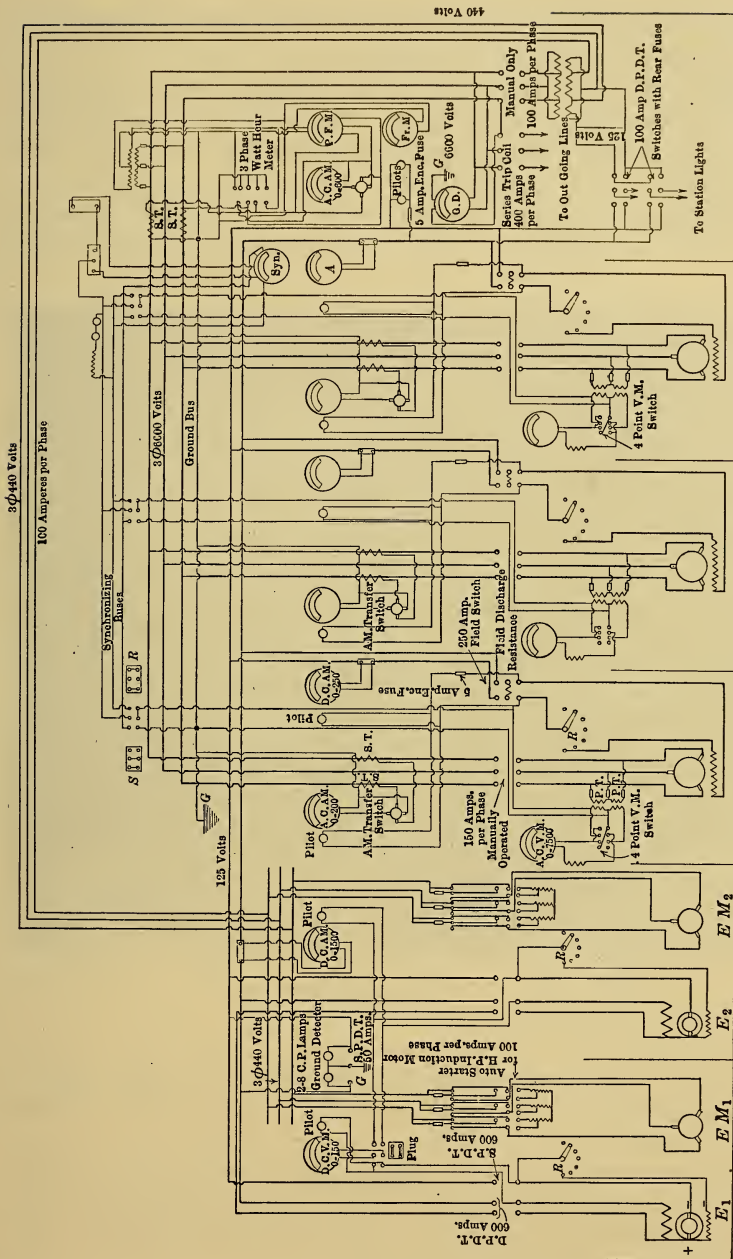 440 Volts
3ϕ440 Volts
100 Amperes per Phase
Synchronizing
Buses
3ϕ6600 Volts
Ground Bus
S
R
G
125 Volts
S.T.
S.T.
3 Phase
Watt Hour
Meter
P.F.M.
A.C.A.M.
0-600
Fr.M
Pilots
5 Amp. Enc. Fuse
G
6600 Volts
G.D.
Syn.
A
Manual Only
100 Amps per Phase
Series Trip Coil
400 Amps
per Phase
To Out Going Lines
125 Volts
100 Amp D.P.D.T.
Switches with Rear Fuses
To Station Lights
4 Point V.M.
Switch
A.M. Transfer
Switch
D.C.A.M.
0-250
Pilot
250 Amp.
Field Switch
Field Discharge
Resistance
5 Amp. Enc. Fuse
S.T.
S.T.
Pilot
A.C.A.M.
0-200
A.M. Transfer
Switch
150 Amps.
per Phase
Manually
Operated
R
P.T.
P.T.
A.C.V.M.
0-7500
4 Point V.M.
Switch
3ϕ440 Volts
Pilot
D.C.A.M.
0-1500
2-8 C.P. Lamps
Ground Detector
S.P.D.T.
50 Amps.
G
Pilot
D.C.V.M.
0-150
Plug
Auto Starter
for H.P. Induction Motor
100 Amps. per Phase
S.P.D.T.
600 Amps.
D.P.D.T.
600 Amps.
R
R
+
-
-
E1
E M1
E2
E M2